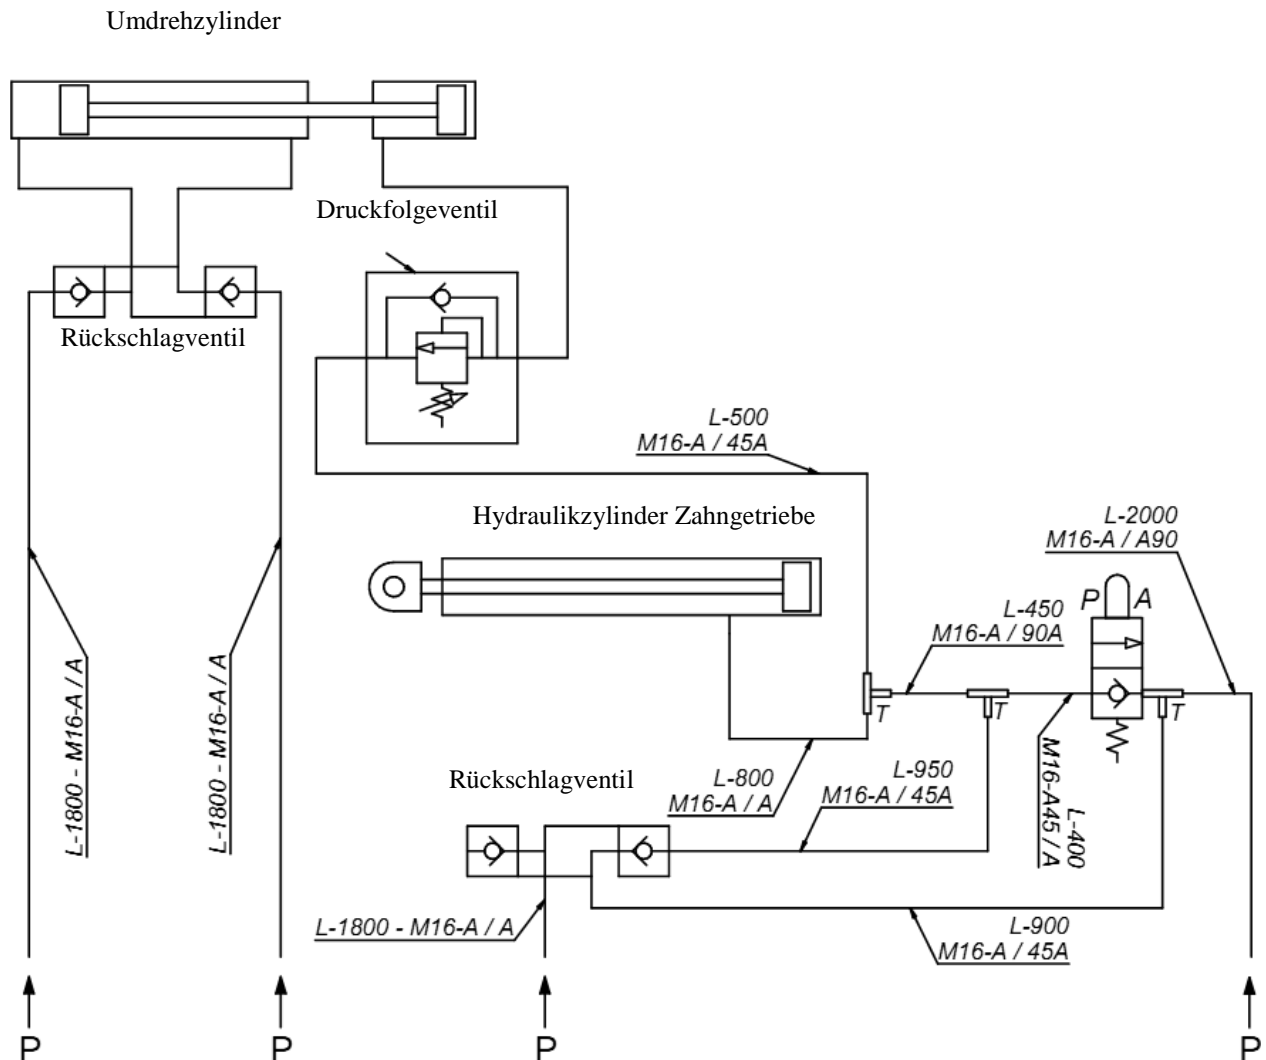 Umdrehzylinder
Druckfolgeventil
Rückschlagventil
L-500
M16-A / 45A
Hydraulikzylinder Zahngetriebe
L-2000
M16-A / A90
P A
L-450
M16-A / 90A
L-1800 - M16-A / A
L-1800 - M16-A / A
T
T
T
Rückschlagventil
L-800
M16-A / A
L-950
M16-A / 45A
L-400
M16-A45 / A
L-1800 - M16-A / A
L-900
M16-A / 45A
P
P
P
P